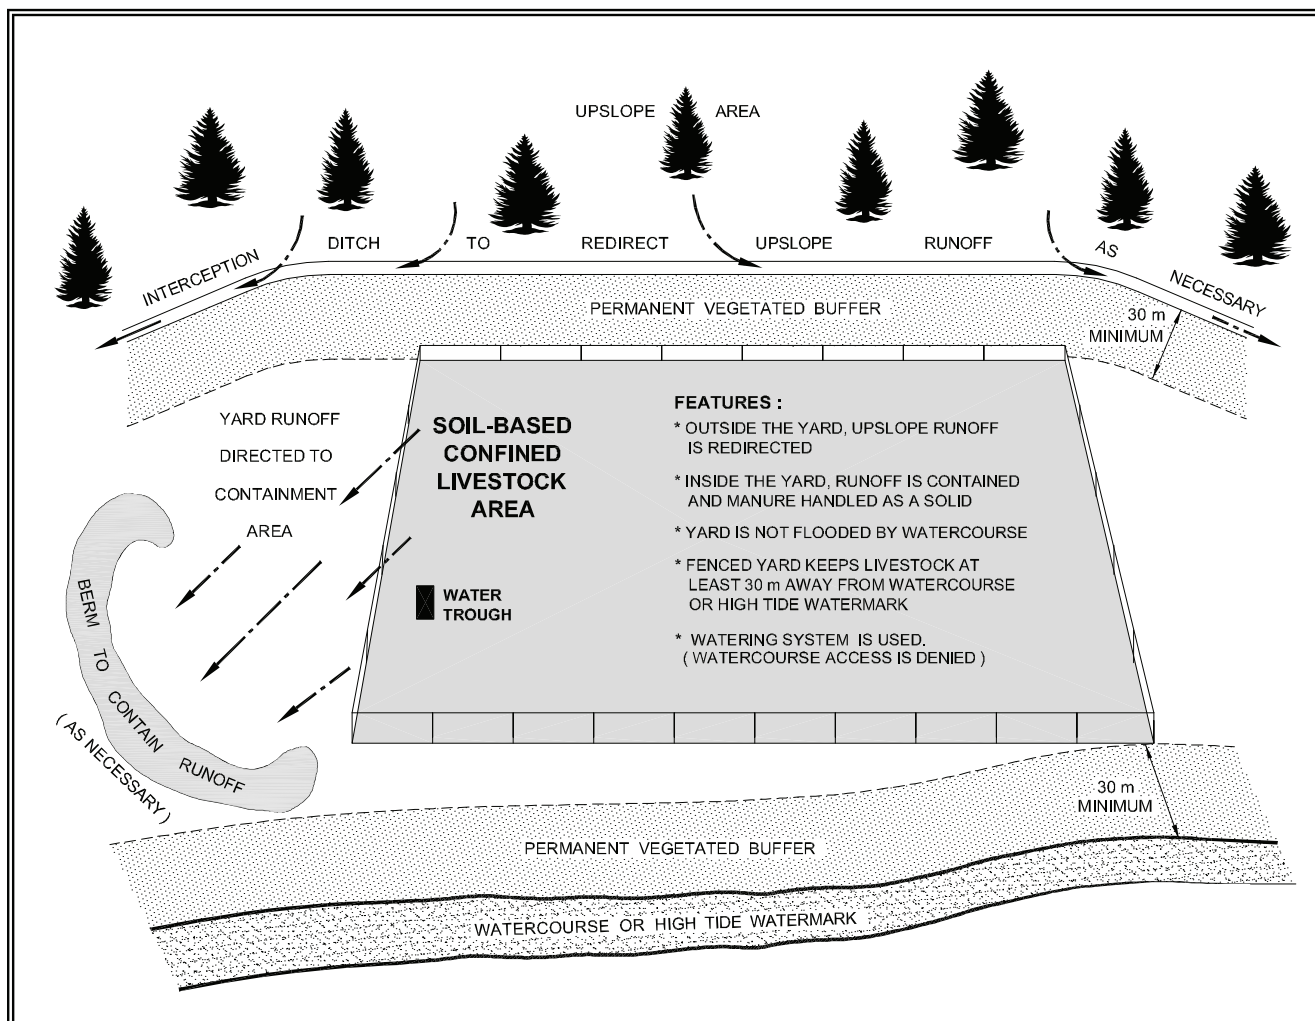 UPSLOPE AREA
INTERCEPTION DITCH TO REDIRECT UPSLOPE RUNOFF AS NECESSARY
PERMANENT VEGETATED BUFFER
30 m
MINIMUM
YARD RUNOFF
DIRECTED TO
CONTAINMENT
AREA
SOIL-BASED
CONFINED
LIVESTOCK
AREA
FEATURES :
* OUTSIDE THE YARD, UPSLOPE RUNOFF
IS REDIRECTED
* INSIDE THE YARD, RUNOFF IS CONTAINED
AND MANURE HANDLED AS A SOLID
* YARD IS NOT FLOODED BY WATERCOURSE
* FENCED YARD KEEPS LIVESTOCK AT
LEAST 30 m AWAY FROM WATERCOURSE
OR HIGH TIDE WATERMARK
* WATERING SYSTEM IS USED.
( WATERCOURSE ACCESS IS DENIED )
WATER
TROUGH
BERM TO CONTAIN RUNOFF
( AS NECESSARY )
30 m
MINIMUM
PERMANENT VEGETATED BUFFER
WATERCOURSE OR HIGH TIDE WATERMARK